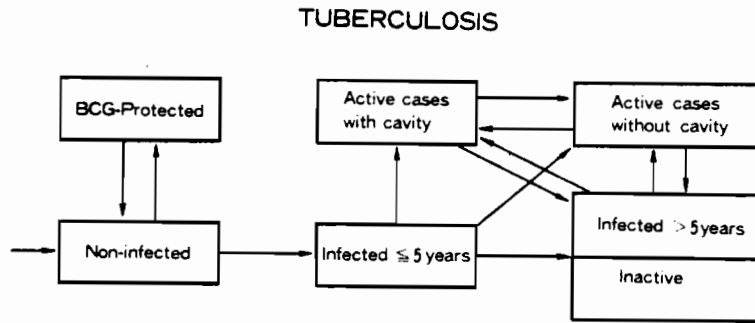 TUBERCULOSIS
BCG-Protected
Active cases
with cavity
Active cases
without cavity
Non-infected
Infected ≦ 5 years
Infected > 5 years
Inactive